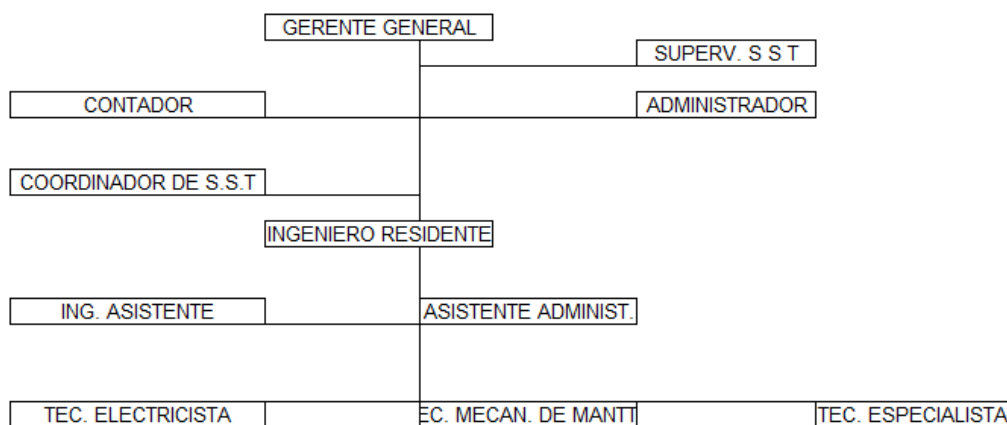 GERENTE GENERAL
SUPERV. S S T
CONTADOR
ADMINISTRADOR
COORDINADOR DE S.S.T
INGENIERO RESIDENTE
ING. ASISTENTE
ASISTENTE ADMINIST.
TEC. ELECTRICISTA
EC. MECAN. DE MANTT
TEC. ESPECIALISTA